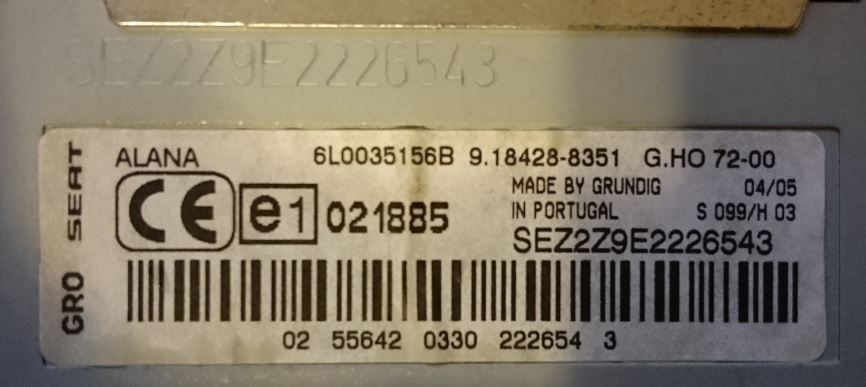 SEZ2Z9E2226543
GRO SEAT
ALANA 6L0035156B 9.18428-8351 G.HO 72-00
MADE BY GRUNDIG 04/05
CE e1 021885 IN PORTUGAL S 099/H 03
SEZ2Z9E2226543
02 55642 0330 222654 3